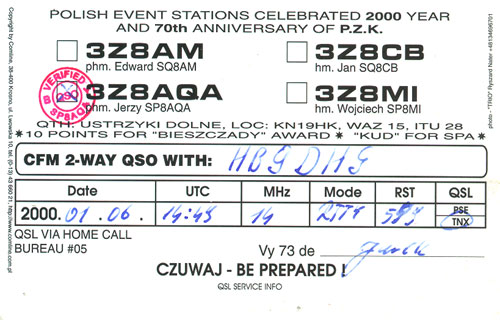 POLISH EVENT STATIONS CELEBRATED 2000 YEAR
AND 70th ANNIVERSARY OF P.Z.K.
3Z8AM
phm. Edward SQ8AM
3Z8CB
hm. Jan SQ8CB
3Z8AQA
phm. Jerzy SP8AQA
3Z8MI
hm. Wojciech SP8MI
VERIFIED
QSO
QTH: USTRZYKI DOLNE, LOC: KN19HK, WAZ 15, ITU 28
*10 POINTS FOR "BIESZCZADY" AWARD * "KUD" FOR SPA*
CFM 2-WAY QSO WITH: HB9DHG
Date UTC MHz Mode RST QSL
2000. 01. 06. 14:45 14 RTTY 599 PSE
TNX
QSL VIA HOME CALL
BUREAU #05
Vy 73 de
CZUWAJ - BE PREPARED !
QSL SERVICE INFO